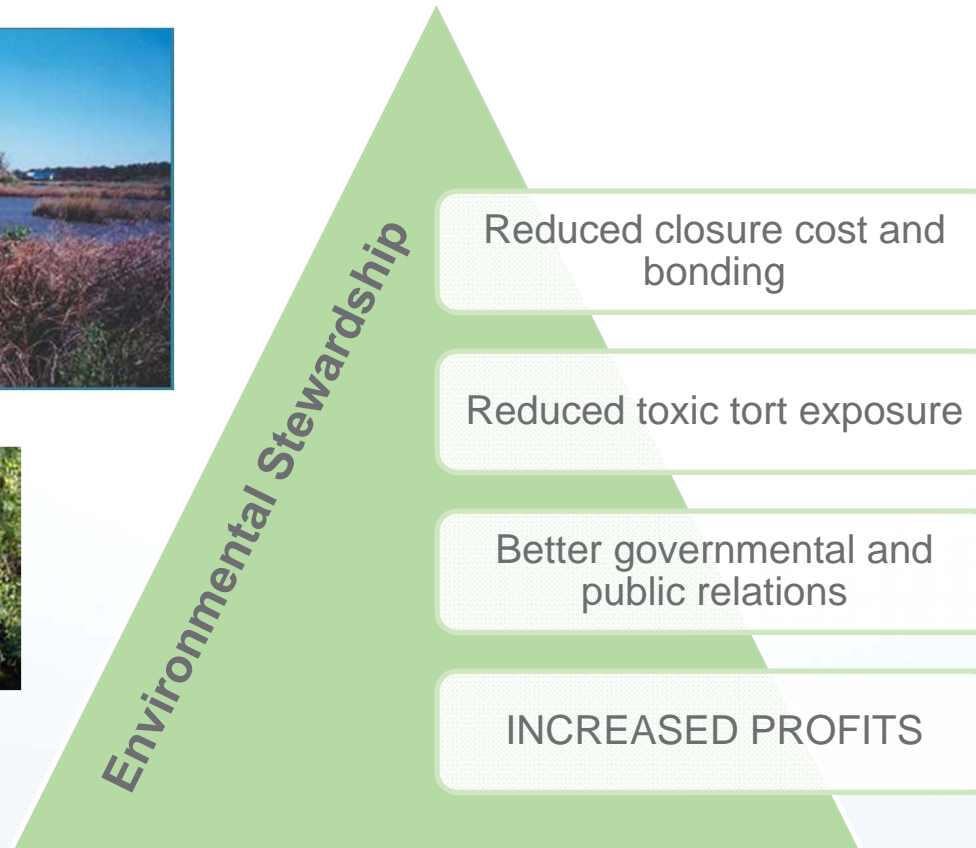 Environmental Stewardship
Reduced closure cost and
bonding
Reduced toxic tort exposure
Better governmental and
public relations
INCREASED PROFITS